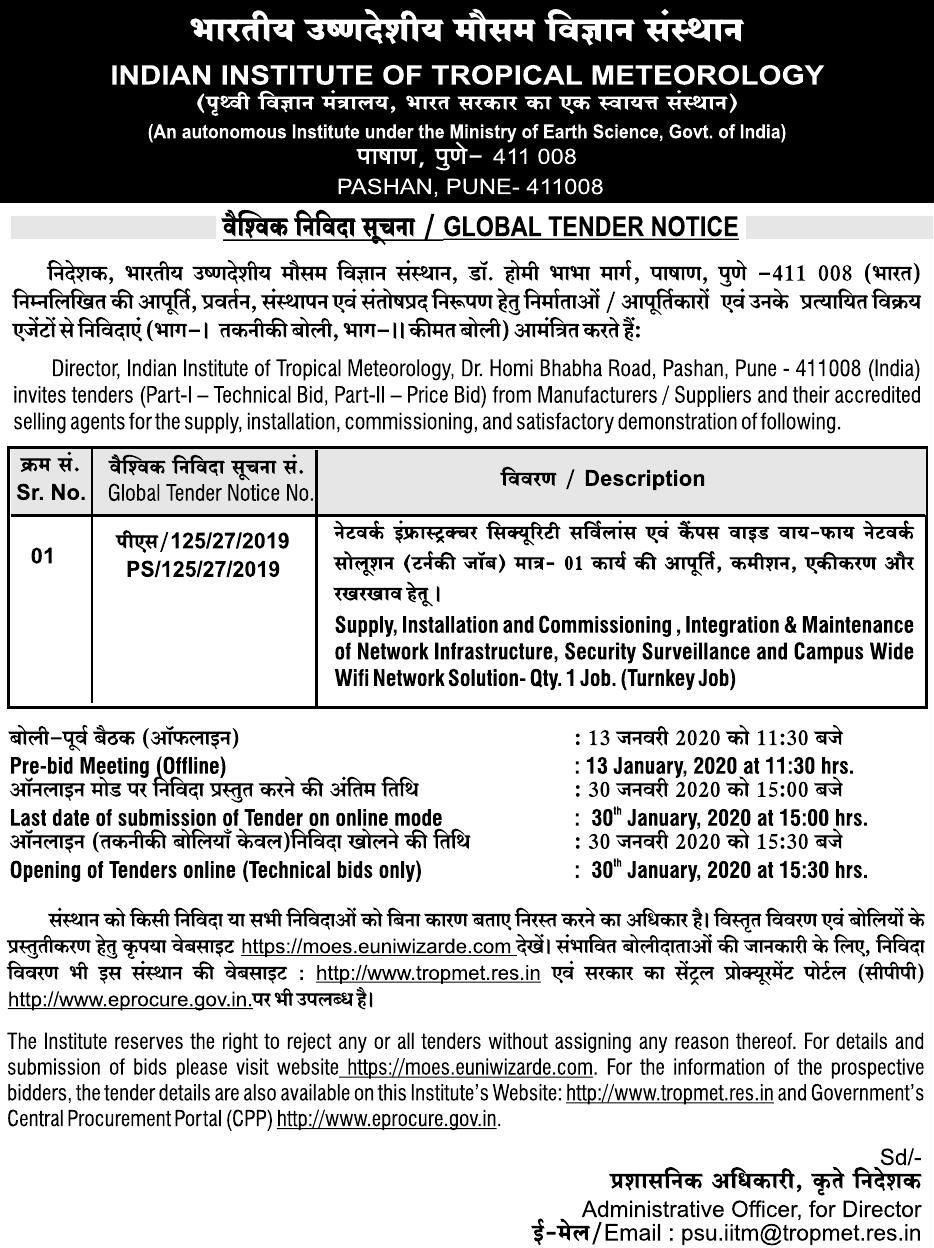 भारतीय उष्णदेशीय मौसम विज्ञान संस्थान
INDIAN INSTITUTE OF TROPICAL METEOROLOGY
(पृथ्वी विज्ञान मंत्रालय, भारत सरकार का एक स्वायत्त संस्थान)
(An autonomous Institute under the Ministry of Earth Science, Govt. of India)
पाषाण, पुणे– 411 008
PASHAN, PUNE- 411008
वैश्विक निविदा सूचना / GLOBAL TENDER NOTICE
निदेशक, भारतीय उष्णदेशीय मौसम विज्ञान संस्थान, डॉ. होमी भाभा मार्ग, पाषाण, पुणे –411 008 (भारत)
निम्नलिखित की आपूर्ति, प्रवर्तन, संस्थापन एवं संतोषप्रद निरूपण हेतु निर्माताओं / आपूर्तिकारों एवं उनके प्रत्यायित विक्रय
एजेंटों से निविदाएं (भाग–I तकनीकी बोली, भाग–II कीमत बोली) आमंत्रित करते हैं:
Director, Indian Institute of Tropical Meteorology, Dr. Homi Bhabha Road, Pashan, Pune - 411008 (India)
invites tenders (Part-I – Technical Bid, Part-II – Price Bid) from Manufacturers / Suppliers and their accredited
selling agents for the supply, installation, commissioning, and satisfactory demonstration of following.
क्रम सं. वैश्विक निविदा सूचना सं. विवरण / Description
Sr. No. Global Tender Notice No.
01 पीएस/125/27/2019
PS/125/27/2019
नेटवर्क इंफ्रास्ट्रक्चर सिक्यूरिटी सर्विलांस एवं कैंपस वाइड वाय-फाय नेटवर्क
सोलूशन (टर्नकी जॉब) मात्र- 01 कार्य की आपूर्ति, कमीशन, एकीकरण और
रखरखाव हेतू।
Supply, Installation and Commissioning , Integration & Maintenance
of Network Infrastructure, Security Surveillance and Campus Wide
Wifi Network Solution- Qty. 1 Job. (Turnkey Job)
बोली–पूर्व बैठक (ऑफलाइन) : 13 जनवरी 2020 को 11:30 बजे
Pre-bid Meeting (Offline) : 13 January, 2020 at 11:30 hrs.
ऑनलाइन मोड पर निविदा प्रस्तुत करने की अंतिम तिथि : 30 जनवरी 2020 को 15:00 बजे
Last date of submission of Tender on online mode : 30th January, 2020 at 15:00 hrs.
ऑनलाइन (तकनीकी बोलियाँ केवल)निविदा खोलने की तिथि : 30 जनवरी 2020 को 15:30 बजे
Opening of Tenders online (Technical bids only) : 30th January, 2020 at 15:30 hrs.
संस्थान को किसी निविदा या सभी निविदाओं को बिना कारण बताए निरस्त करने का अधिकार है। विस्तृत विवरण एवं बोलियों के
प्रस्तुतीकरण हेतु कृपया वेबसाइट https://moes.euniwizarde.com देखें। संभावित बोलीदाताओं की जानकारी के लिए, निविदा
विवरण भी इस संस्थान की वेबसाइट : http://www.tropmet.res.in एवं सरकार का सेंट्रल प्रोक्यूरमेंट पोर्टल (सीपीपी)
http://www.eprocure.gov.in.पर भी उपलब्ध है।
The Institute reserves the right to reject any or all tenders without assigning any reason thereof. For details and
submission of bids please visit website https://moes.euniwizarde.com. For the information of the prospective
bidders, the tender details are also available on this Institute's Website: http://www.tropmet.res.in and Government's
Central Procurement Portal (CPP) http://www.eprocure.gov.in.
Sd/-
प्रशासनिक अधिकारी, कृते निदेशक
Administrative Officer, for Director
ई-मेल/Email : psu.iitm@tropmet.res.in